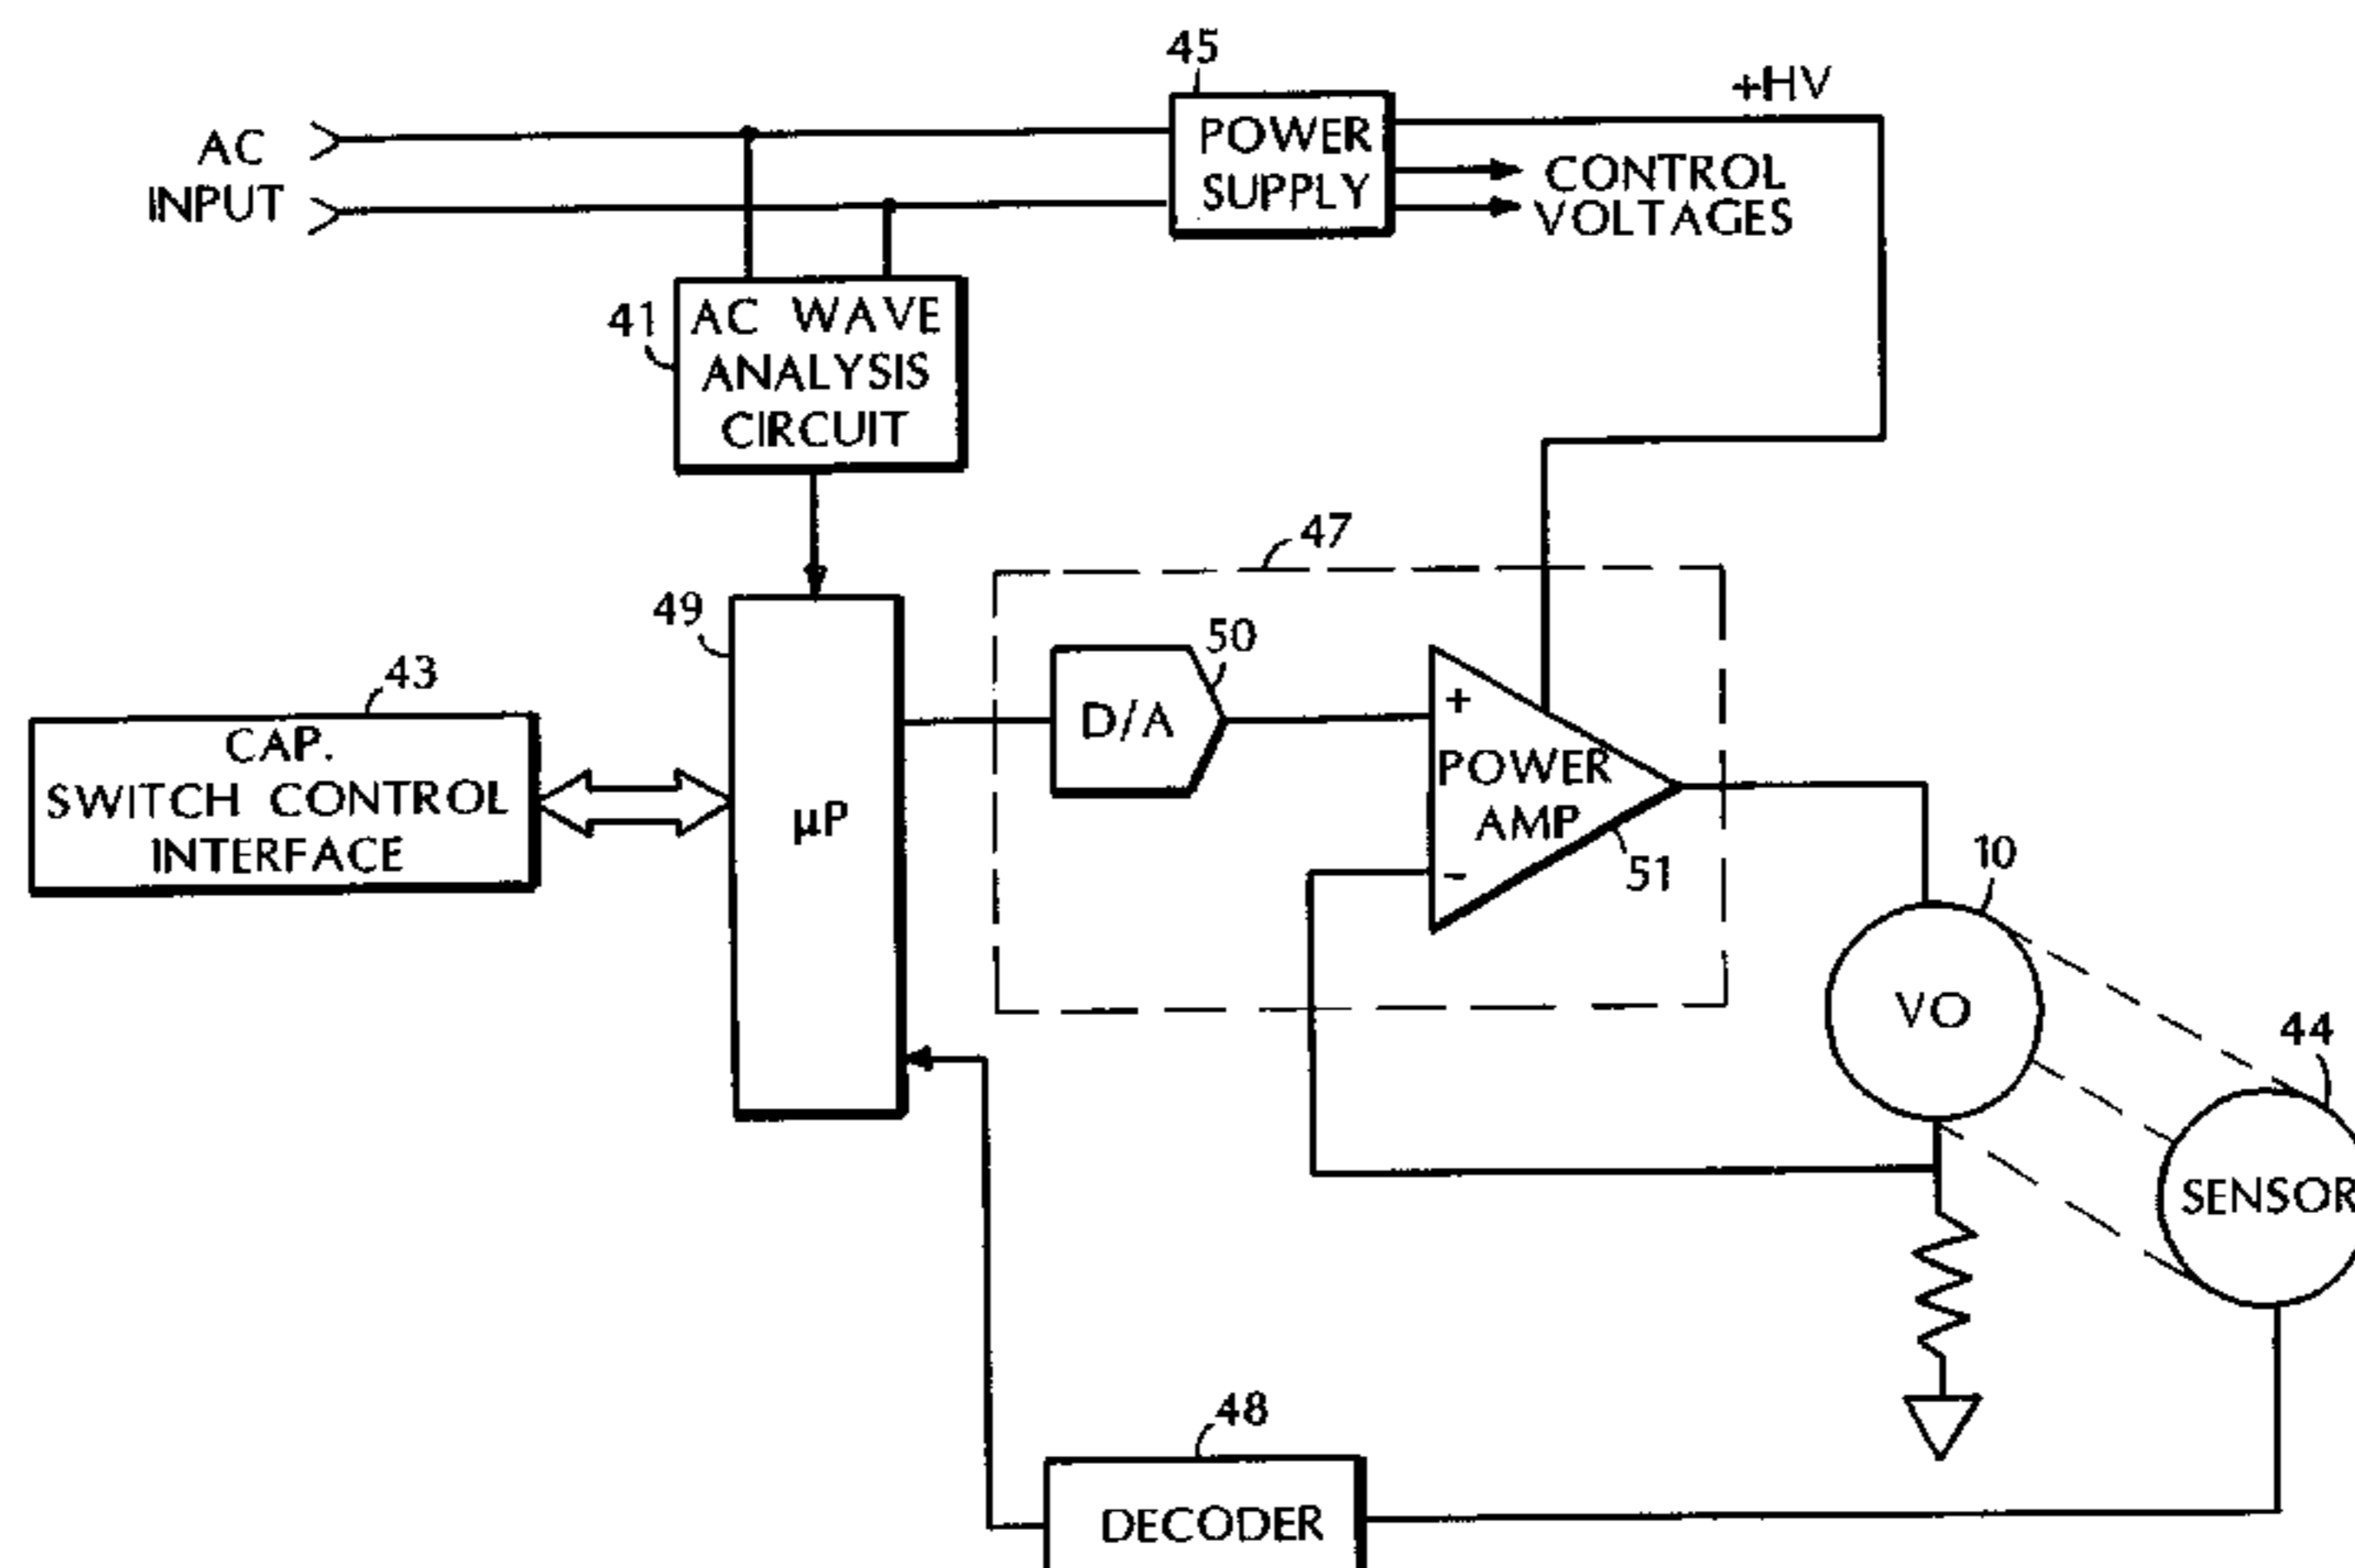 45
+HV
AC
INPUT
POWER
SUPPLY
CONTROL
VOLTAGES
41
AC WAVE
ANALYSIS
CIRCUIT
47
49
50
43
CAP.
SWITCH CONTROL
INTERFACE
µP
D/A
+
POWER
AMP
-
51
10
VO
44
SENSOR
48
DECODER